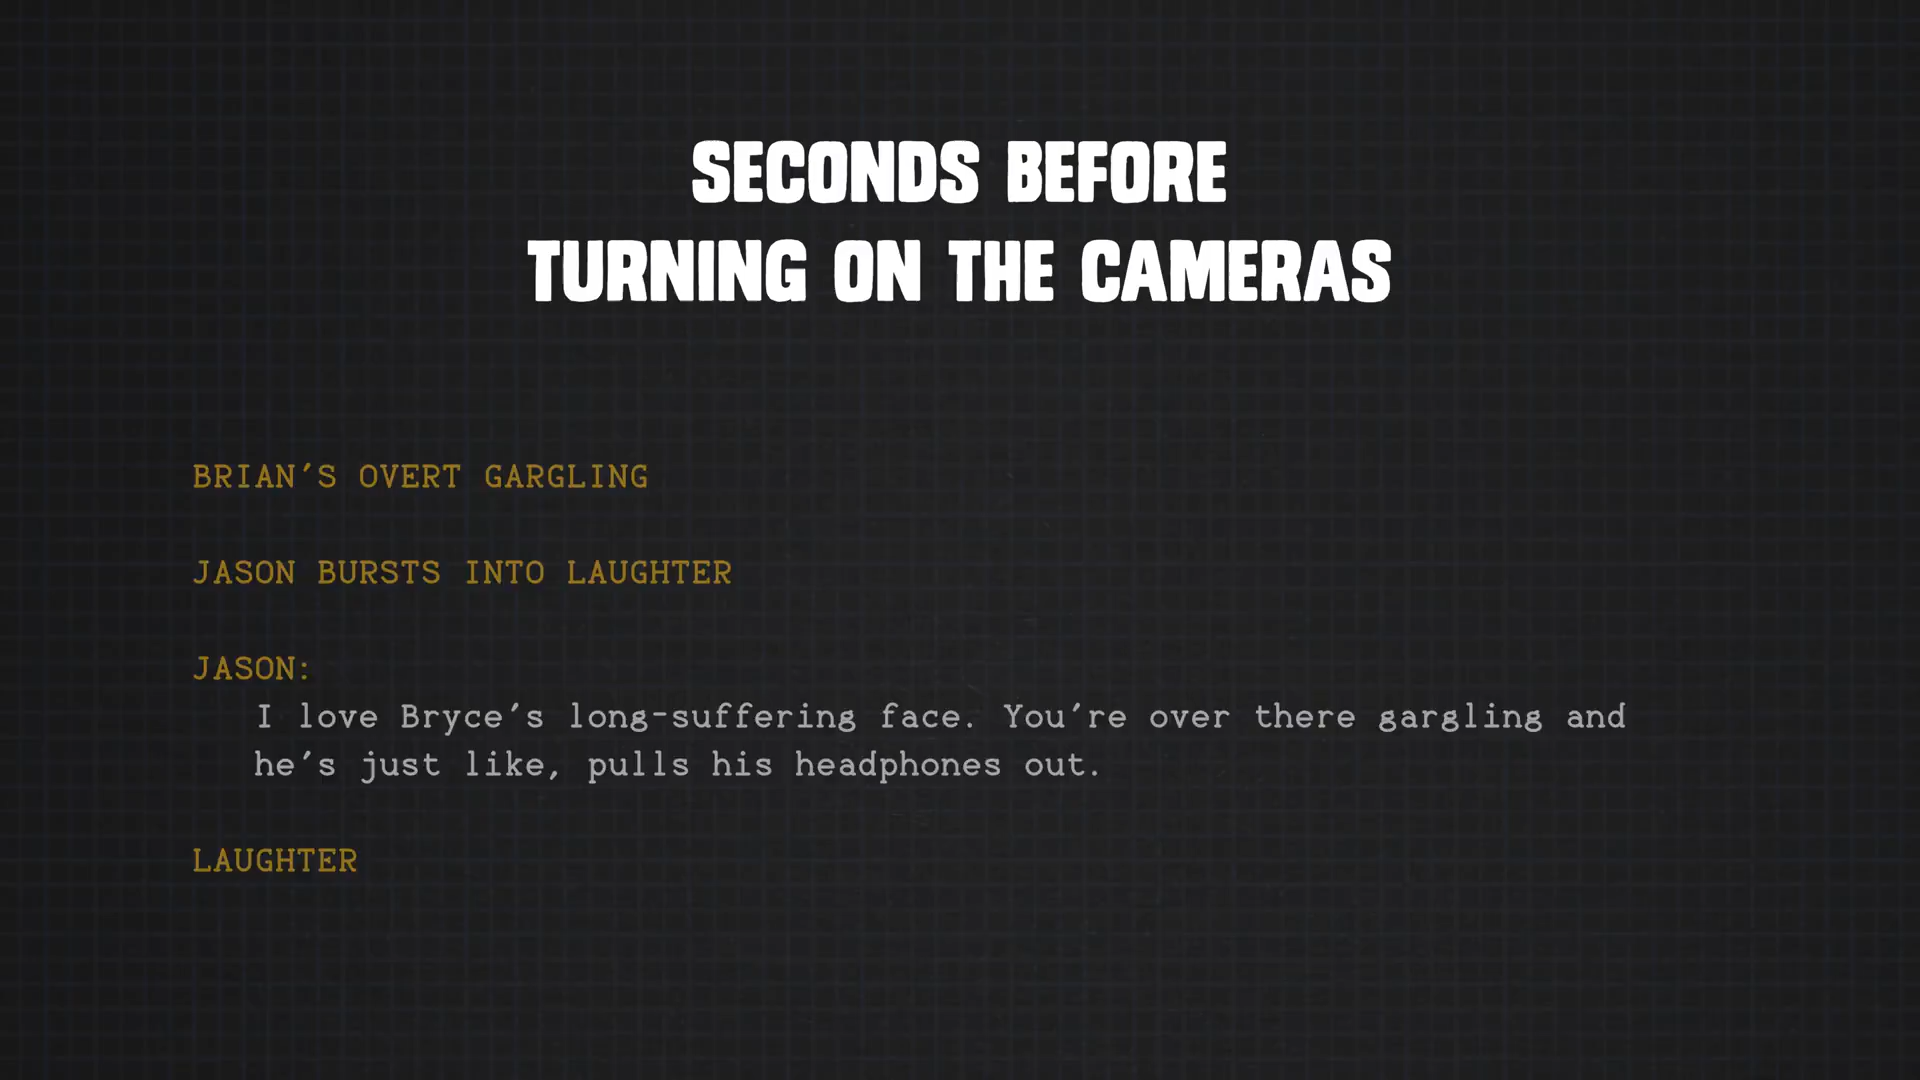 SECONDS BEFORE
TURNING ON THE CAMERAS
BRIAN’S OVERT GARGLING
JASON BURSTS INTO LAUGHTER
JASON:
I love Bryce’s long-suffering face. You’re over there gargling and
he’s just like, pulls his headphones out.
LAUGHTER